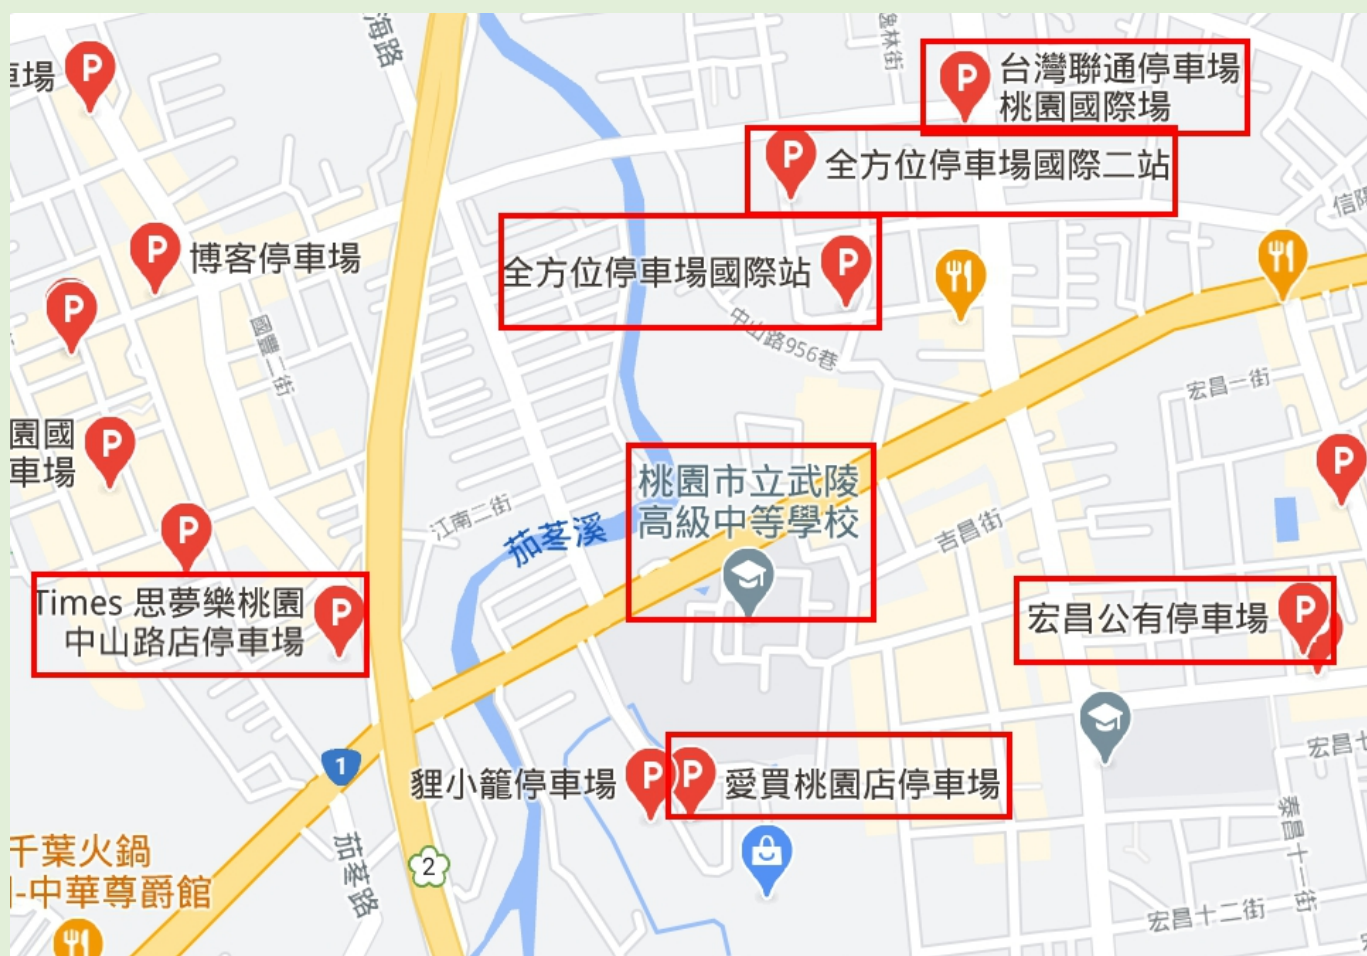 海路
逸林街
台灣聯通停車場
桃園國際場
車場
全方位停車場國際二站
信陽
博客停車場
全方位停車場國際站
國豐二街
中山路956巷
宏昌一街
園國
車場
桃園市立武陵
高級中等學校
江南二街
茄苳溪
吉昌街
Times 思夢樂桃園
中山路店停車場
宏昌公有停車場
1
貍小籠停車場
愛買桃園店停車場
宏昌七
泰昌十一街
千葉火鍋
-中華尊爵館
茄苳路
2
宏昌十二街